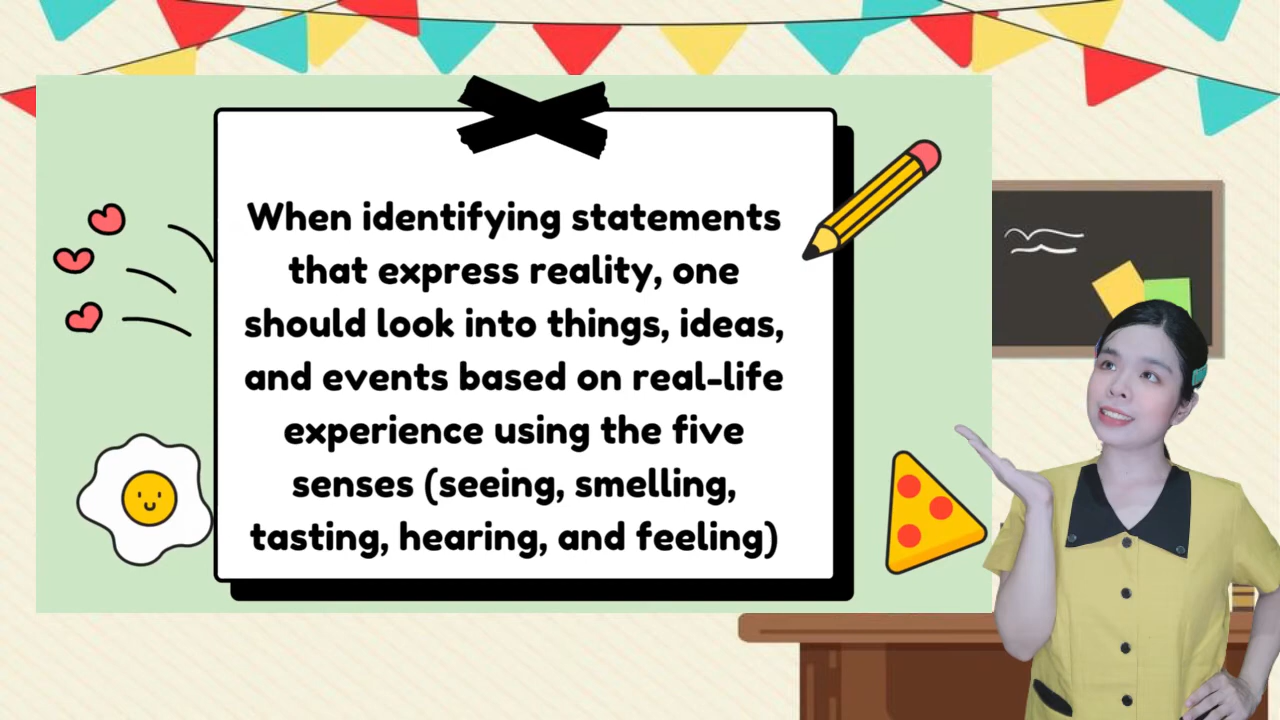 When identifying statements
that express reality, one
should look into things, ideas,
and events based on real-life
experience using the five
senses (seeing, smelling,
tasting, hearing, and feeling)